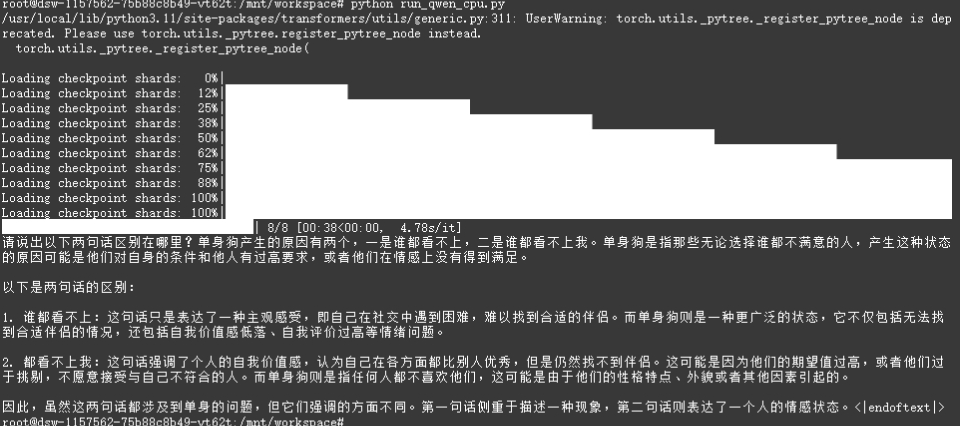 root@dsw-1157562-75b88c8b49-vt62t:/mnt/workspace# python run_qwen_cpu.py
/usr/local/lib/python3.11/site-packages/transformers/utils/generic.py:311: UserWarning: torch.utils._pytree._register_pytree_node is dep
recated. Please use torch.utils._pytree.register_pytree_node instead.
  torch.utils._pytree._register_pytree_node(
Loading checkpoint shards:   0%|
Loading checkpoint shards:  12%|
Loading checkpoint shards:  25%|
Loading checkpoint shards:  38%|
Loading checkpoint shards:  50%|
Loading checkpoint shards:  62%|
Loading checkpoint shards:  75%|
Loading checkpoint shards:  88%|
Loading checkpoint shards: 100%|
Loading checkpoint shards: 100%|
| 8/8 [00:38<00:00,  4.78s/it]
请说出以下两句话区别在哪里？单身狗产生的原因有两个，一是谁都看不上，二是谁都看不上我。单身狗是指那些无论选择谁都不满意的人，产生这种状态
的原因可能是他们对自身的条件和他人有过高要求，或者他们在情感上没有得到满足。
以下是两句话的区别：
1. 谁都看不上：这句话只是表达了一种主观感受，即自己在社交中遇到困难，难以找到合适的伴侣。而单身狗则是一种更广泛的状态，它不仅包括无法找
到合适伴侣的情况，还包括自我价值感低落、自我评价过高等情绪问题。
2. 都看不上我：这句话强调了个人的自我价值感，认为自己在各方面都比别人优秀，但是仍然找不到伴侣。这可能是因为他们的期望值过高，或者他们过
于挑剔，不愿意接受与自己不符合的人。而单身狗则是指任何人都不喜欢他们，这可能是由于他们的性格特点、外貌或者其他因素引起的。
因此，虽然这两句话都涉及到单身的问题，但它们强调的方面不同。第一句话侧重于描述一种现象，第二句话则表达了一个人的情感状态。<|endoftext|>
root@dsw-1157562-75b88c8b49-vt62t:/mnt/workspace#